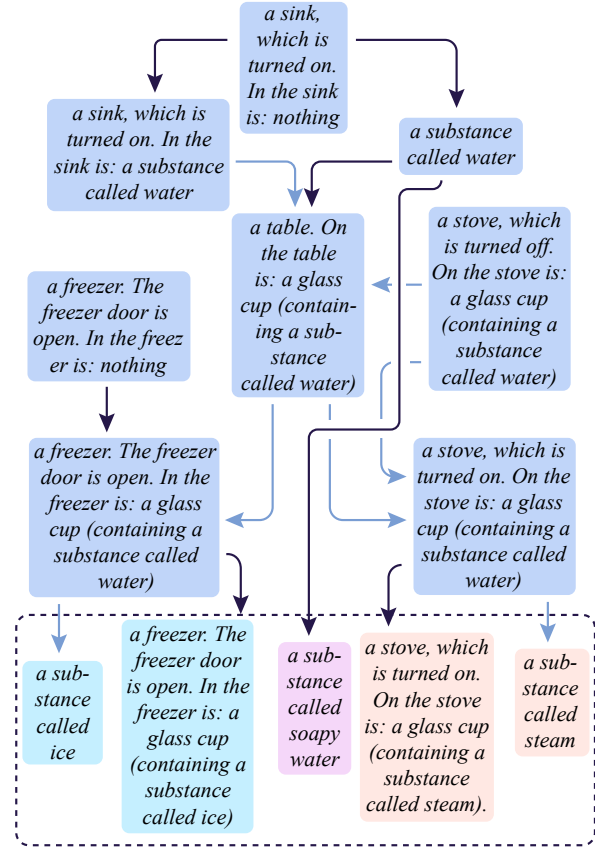 a sink,
which is
turned on.
In the sink
is: nothing
a sink, which is
turned on. In the
sink is: a substance
called water
a substance
called water
a table. On
the table
is: a glass
cup (contain-
ing a sub-
stance
called water)
a stove, which
is turned off.
On the stove is:
a glass cup
(containing a
substance
called water)
a freezer. The
freezer door is
open. In the freez
er is: nothing
a freezer. The freezer
door is open. In the
freezer is: a glass
cup (containing a
substance called
water)
a stove, which is
turned on. On the
stove is: a glass
cup (containing a
substance called
water)
a sub-
stance
called
ice
a freezer. The
freezer door
is open. In the
freezer is: a
glass cup
(containing a
substance
called ice)
a sub-
stance
called
soapy
water
a stove, which
is turned on.
On the stove
is: a glass cup
(containing a
substance
called steam).
a sub-
stance
called
steam